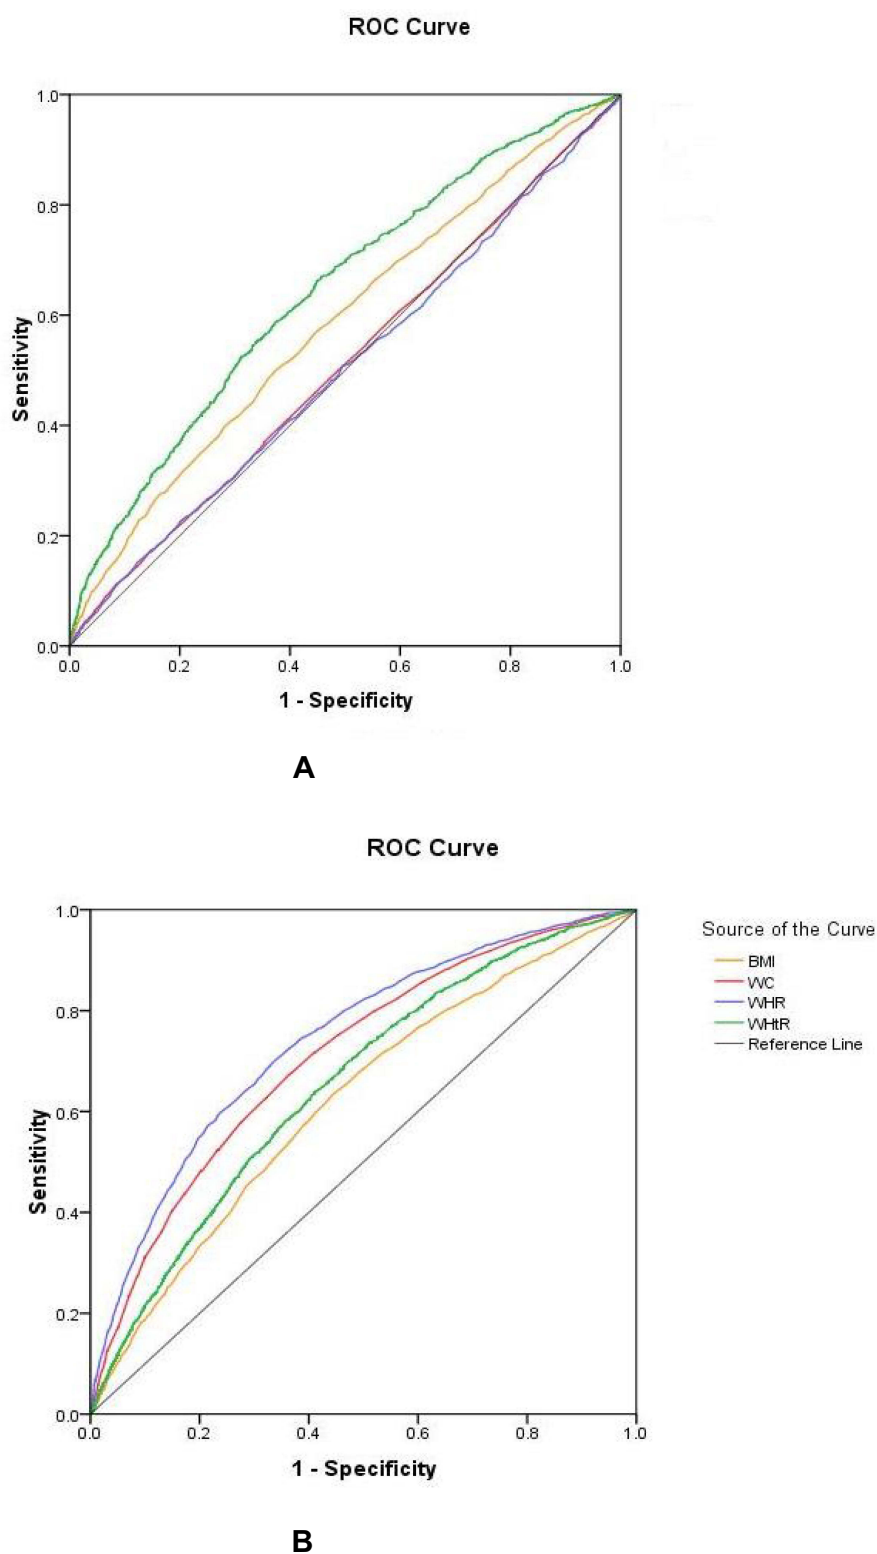 ROC Curve
1.0
0.8
0.6
0.4
0.2
0.0
Sensitivity
0.0 0.2 0.4 0.6 0.8 1.0
1 - Specificity
A
ROC Curve
1.0
0.8
0.6
0.4
0.2
0.0
Sensitivity
0.0 0.2 0.4 0.6 0.8 1.0
1 - Specificity
Source of the Curve
BMI
WC
WHR
WHtR
Reference Line
B